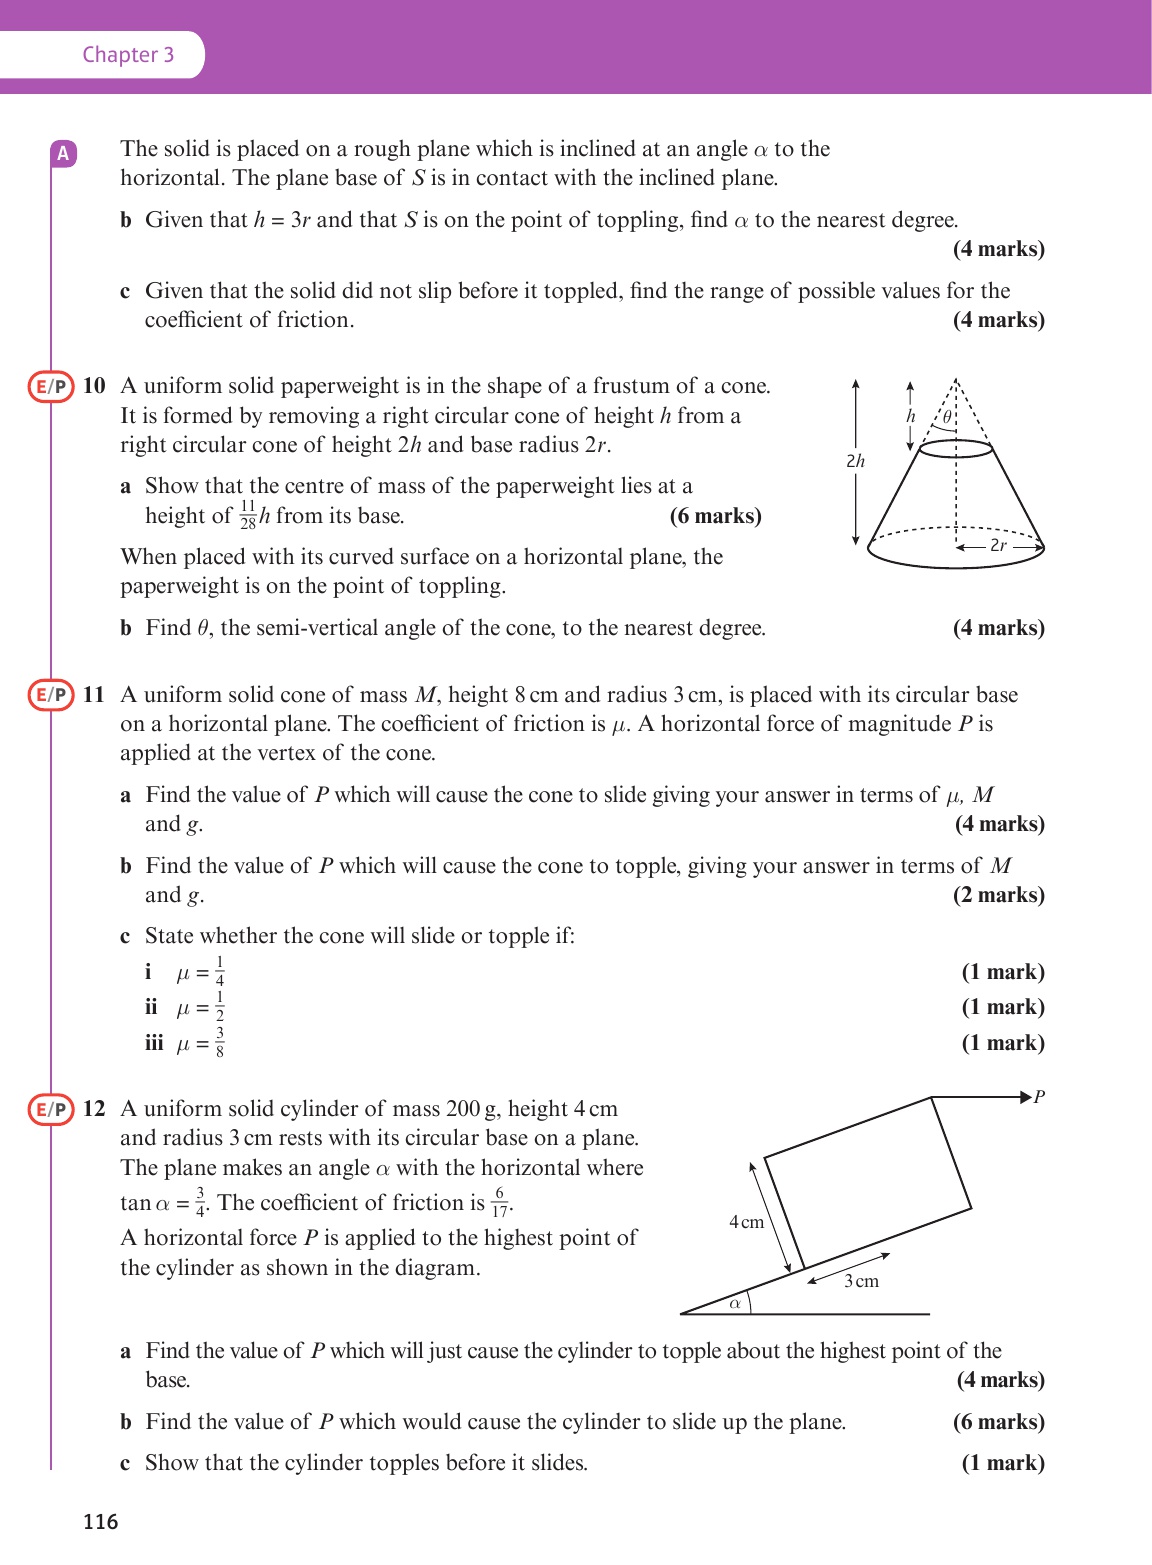 Chapter 3
A
The solid is placed on a rough plane which is inclined at an angle α to the
horizontal. The plane base of S is in contact with the inclined plane.
b Given that h = 3r and that S is on the point of toppling, find α to the nearest degree.
(4 marks)
c Given that the solid did not slip before it toppled, find the range of possible values for the
coefficient of friction. (4 marks)
E/P 10 A uniform solid paperweight is in the shape of a frustum of a cone.
It is formed by removing a right circular cone of height h from a
right circular cone of height 2h and base radius 2r.
a Show that the centre of mass of the paperweight lies at a
height of 11/28 h from its base. (6 marks)
When placed with its curved surface on a horizontal plane, the
paperweight is on the point of toppling.
b Find θ, the semi-vertical angle of the cone, to the nearest degree. (4 marks)
h
θ
2h
2r
E/P 11 A uniform solid cone of mass M, height 8 cm and radius 3 cm, is placed with its circular base
on a horizontal plane. The coefficient of friction is μ. A horizontal force of magnitude P is
applied at the vertex of the cone.
a Find the value of P which will cause the cone to slide giving your answer in terms of μ, M
and g. (4 marks)
b Find the value of P which will cause the cone to topple, giving your answer in terms of M
and g. (2 marks)
c State whether the cone will slide or topple if:
i μ = 1/4 (1 mark)
ii μ = 1/2 (1 mark)
iii μ = 3/8 (1 mark)
E/P 12 A uniform solid cylinder of mass 200 g, height 4 cm
and radius 3 cm rests with its circular base on a plane.
The plane makes an angle α with the horizontal where
tan α = 3/4. The coefficient of friction is 6/17.
A horizontal force P is applied to the highest point of
the cylinder as shown in the diagram.
P
4 cm
3 cm
α
a Find the value of P which will just cause the cylinder to topple about the highest point of the
base. (4 marks)
b Find the value of P which would cause the cylinder to slide up the plane. (6 marks)
c Show that the cylinder topples before it slides. (1 mark)
116